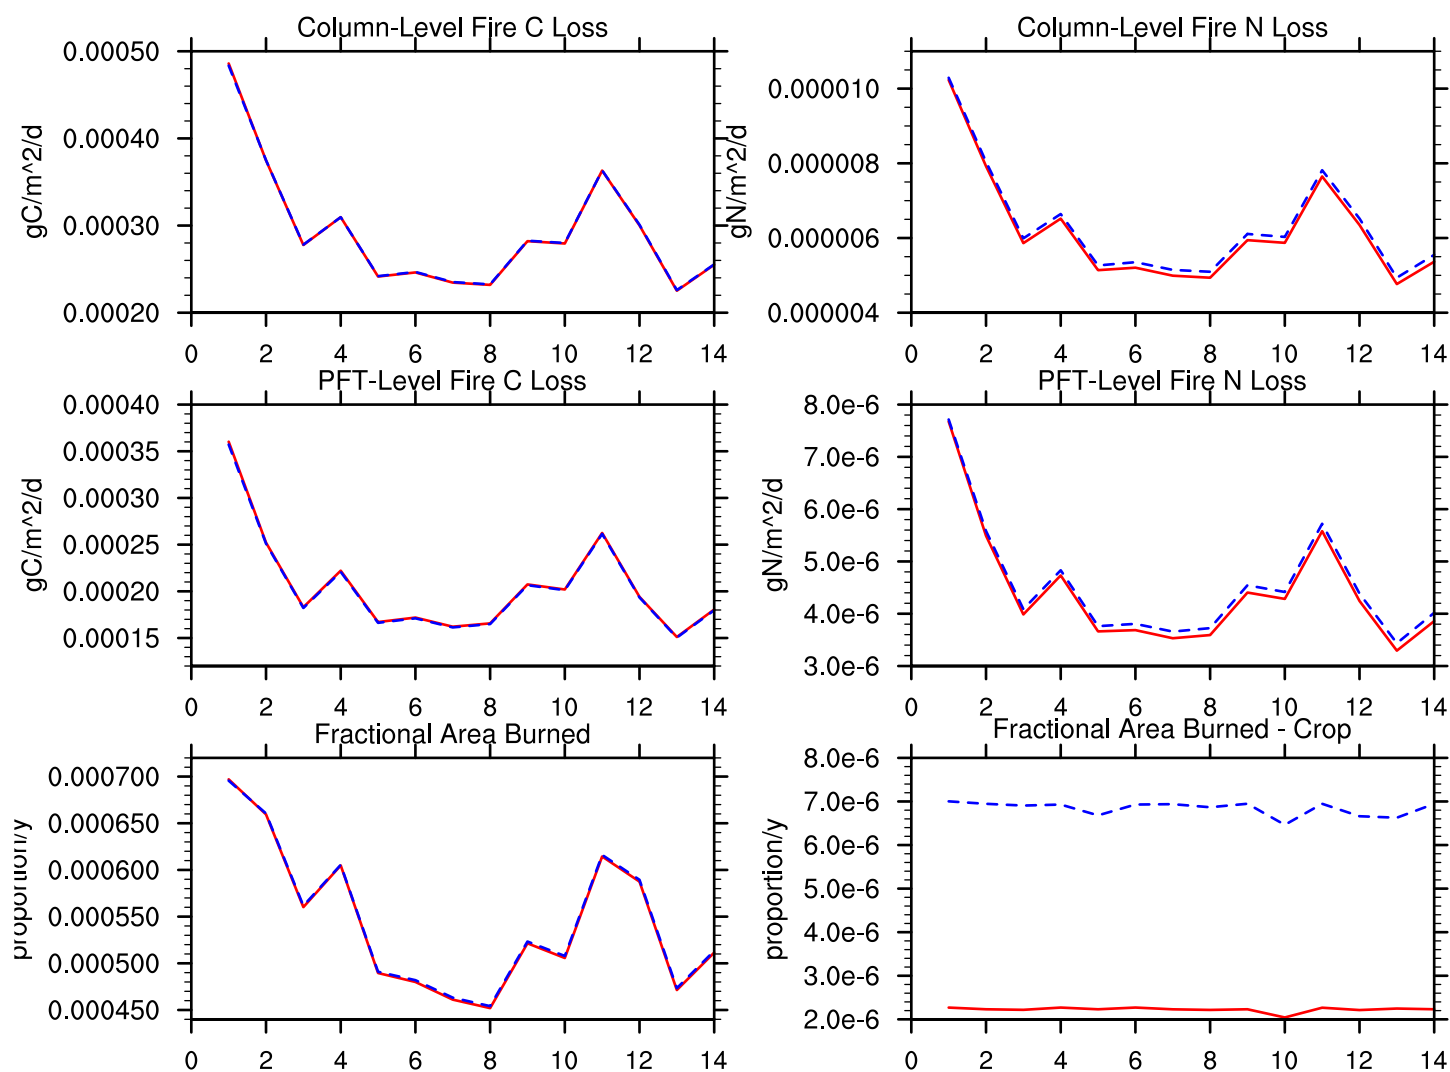 Column-Level Fire C Loss
gC/m^2/d
0.00050
0.00040
0.00030
0.00020
0 2 4 6 8 10 12 14
Column-Level Fire N Loss
gN/m^2/d
0.000010
0.000008
0.000006
0.000004
0 2 4 6 8 10 12 14
PFT-Level Fire C Loss
gC/m^2/d
0.00040
0.00035
0.00030
0.00025
0.00020
0.00015
0 2 4 6 8 10 12 14
PFT-Level Fire N Loss
gN/m^2/d
8.0e-6
7.0e-6
6.0e-6
5.0e-6
4.0e-6
3.0e-6
0 2 4 6 8 10 12 14
Fractional Area Burned
proportion/y
0.000700
0.000650
0.000600
0.000550
0.000500
0.000450
0 2 4 6 8 10 12 14
Fractional Area Burned - Crop
proportion/y
8.0e-6
7.0e-6
6.0e-6
5.0e-6
4.0e-6
3.0e-6
2.0e-6
0 2 4 6 8 10 12 14